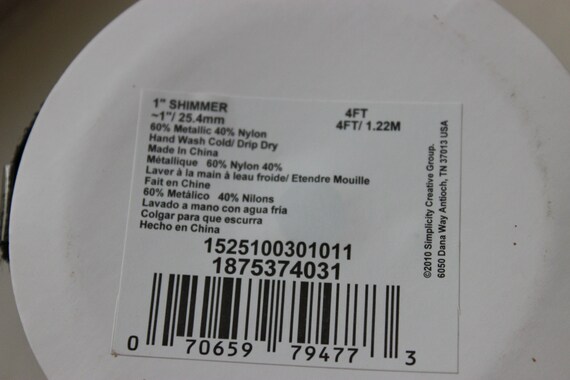 1" SHIMMER
~1"/ 25.4mm
60% Metallic 40% Nylon
Hand Wash Cold/ Drip Dry
Made In China
Métallique 60% Nylon 40%
Laver à la main à leau froide/ Etendre Mouille
Fait en Chine
60% Metálico 40% Nilons
Lavado a mano con agua fria
Colgar para que escurra
Hecho en China
4FT
4FT/ 1.22M
1525100301011
1875374031
0 70659 79477 3
©2010 Simplicity Creative Group.
6050 Dana Way Antioch, TN 37013 USA